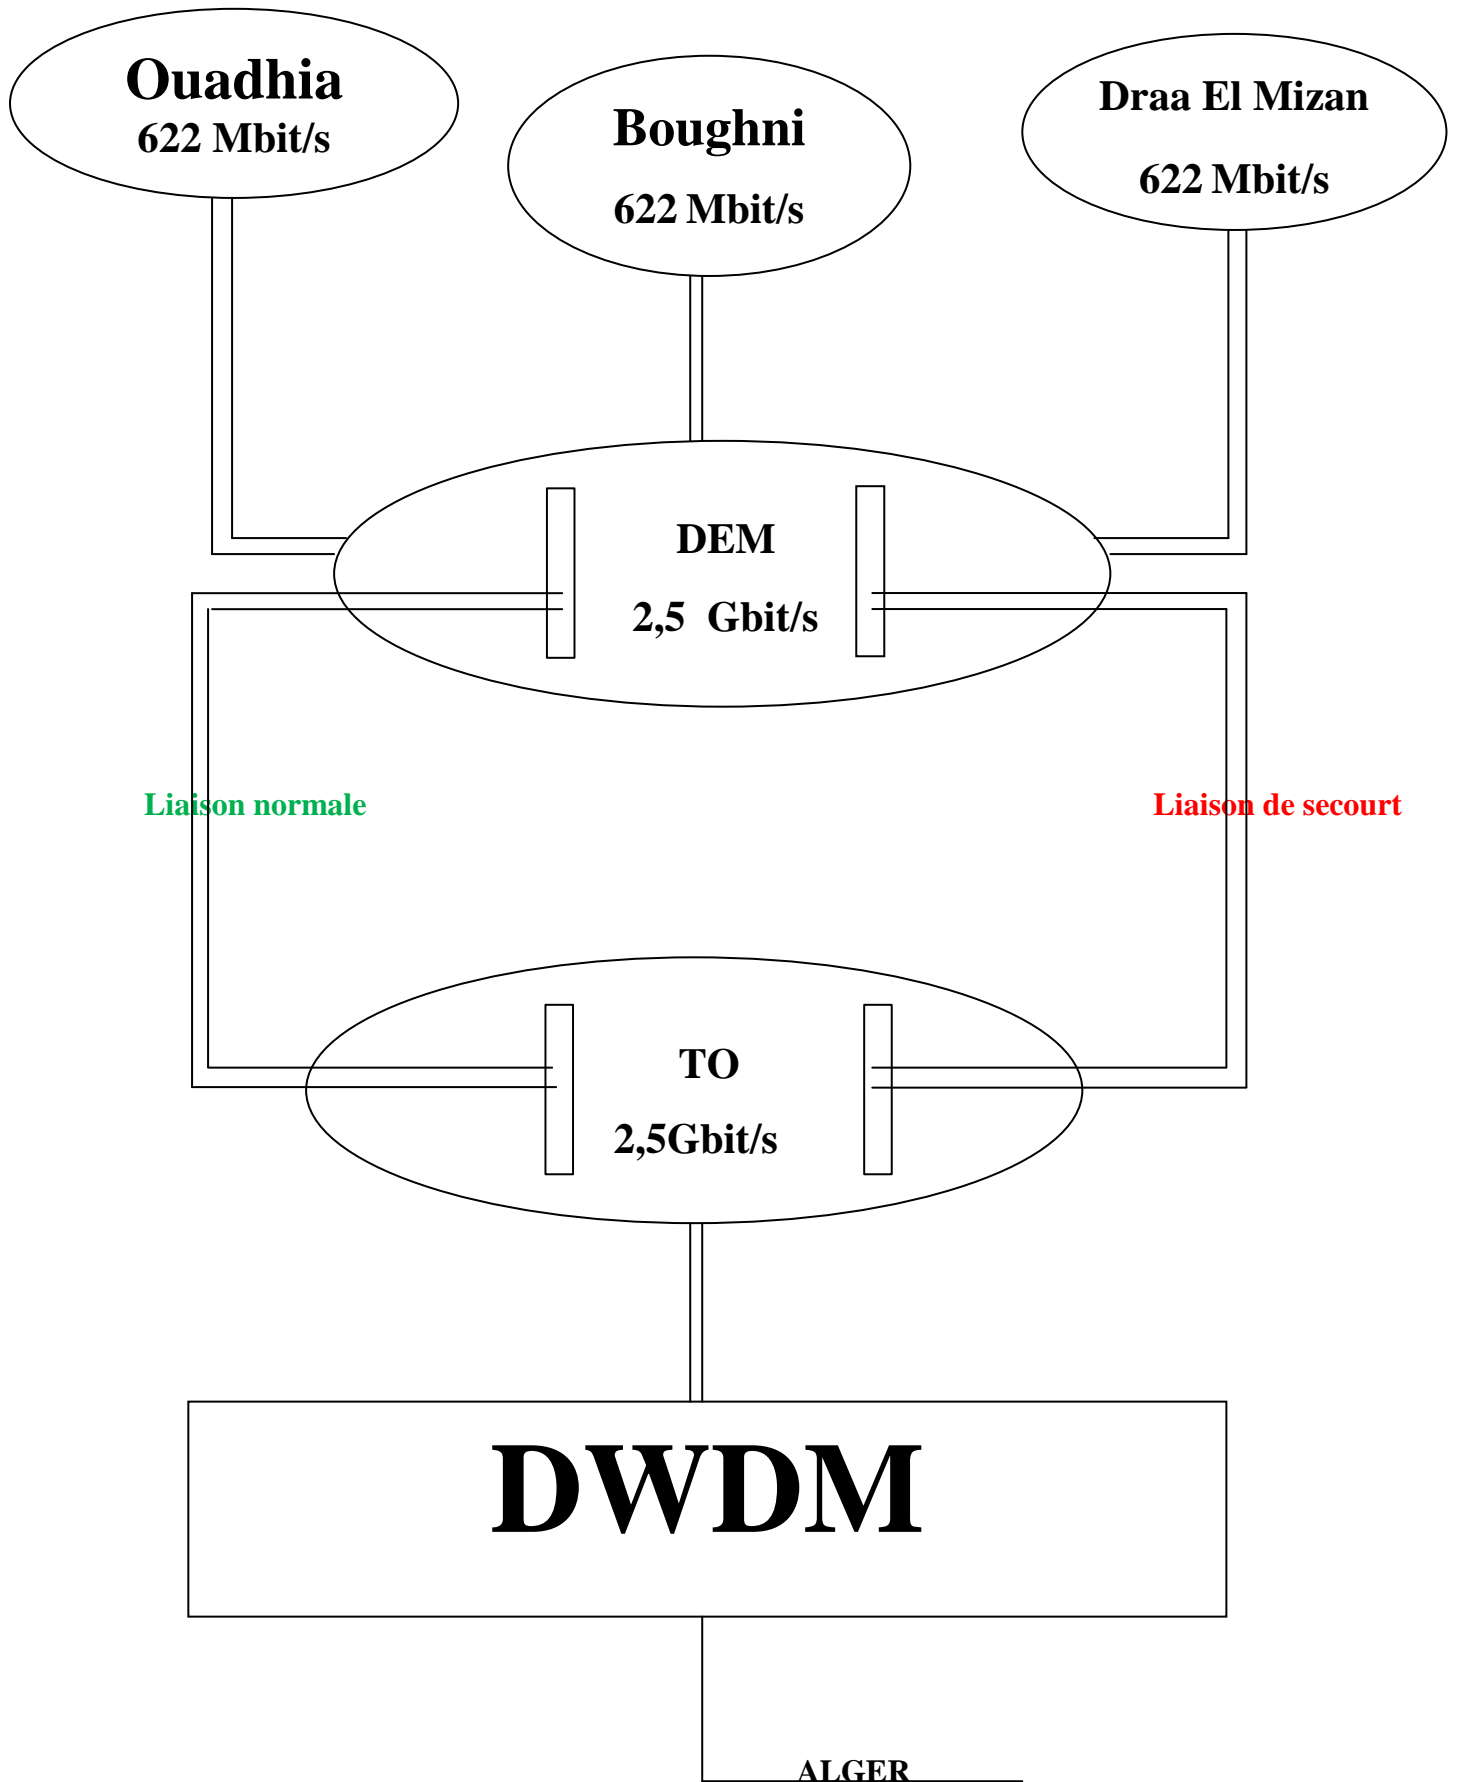 Ouadhia
622 Mbit/s
Boughni
622 Mbit/s
Draa El Mizan
622 Mbit/s
DEM
2,5 Gbit/s
Liaison normale
Liaison de secourt
TO
2,5Gbit/s
DWDM
ALGER